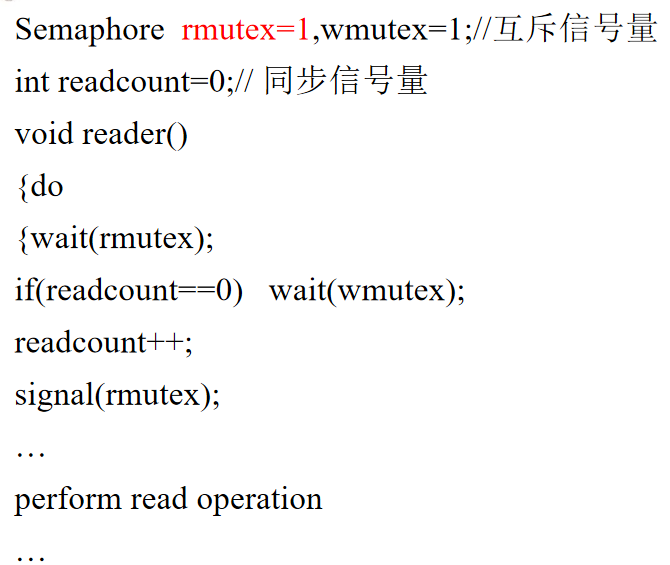 Semaphore rmutex=1,wmutex=1;//互斥信号量
int readcount=0;// 同步信号量
void reader()
{do
{wait(rmutex);
if(readcount==0) wait(wmutex);
readcount++;
signal(rmutex);
…
perform read operation
…